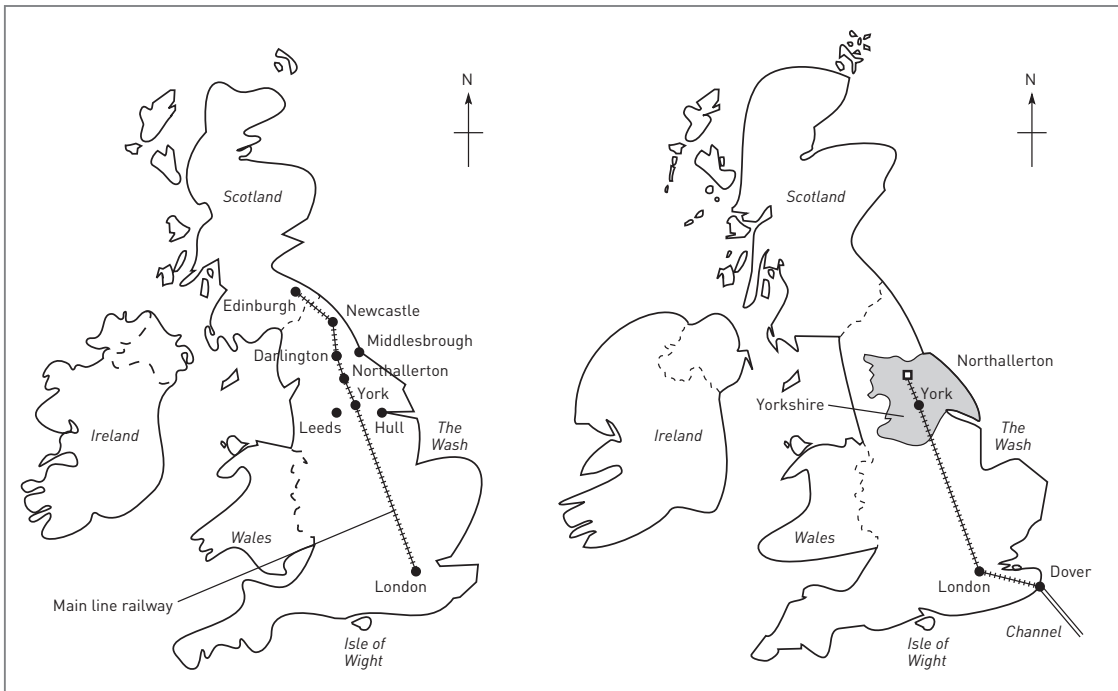 N
Scotland
Edinburgh
Newcastle
Middlesbrough
Darlington
Northallerton
York
Leeds
Hull
The
Wash
Ireland
Wales
London
Main line railway
Isle of
Wight
N
Scotland
Northallerton
York
Yorkshire
The
Wash
Ireland
Wales
London
Dover
Channel
Isle of
Wight